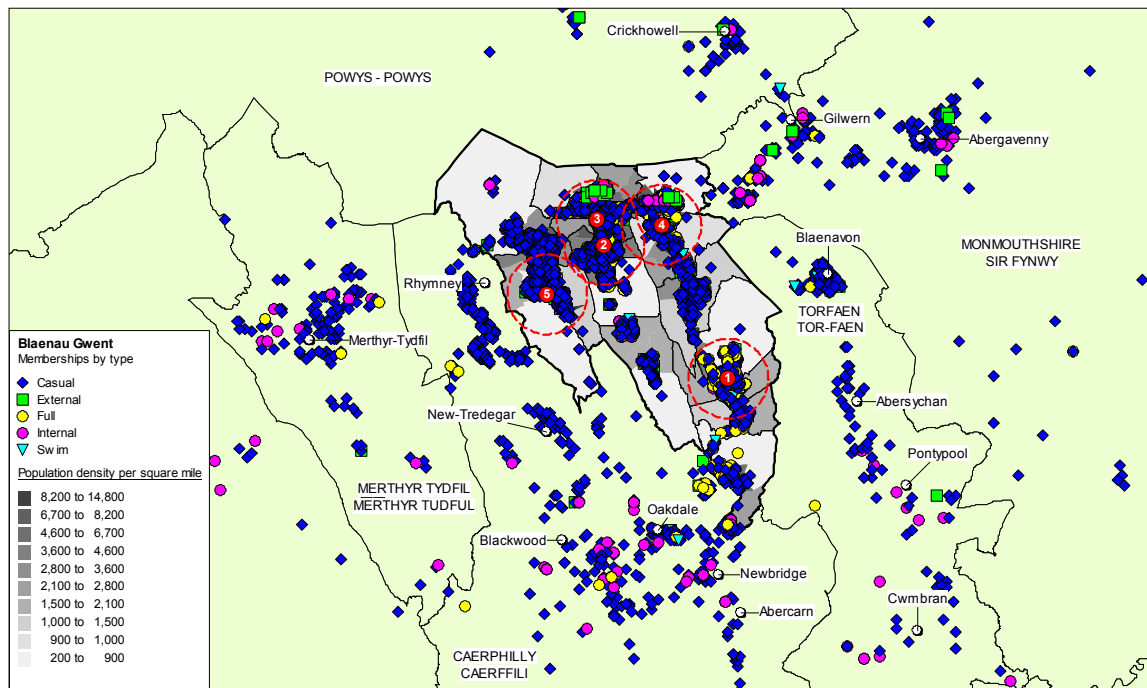 Crickhowell
POWYS - POWYS
Gilwern
Abergavenny
3
4
2
Blaenavon
MONMOUTHSHIRE
SIR FYNWY
Rhymney
5
TORFAEN
TOR-FAEN
Merthyr-Tydfil
1
Abersychan
New-Tredegar
Pontypool
MERTHYR TYDFIL
MERTHYR TUDFUL
Oakdale
Blackwood
Newbridge
Cwmbran
Abercarn
CAERPHILLY
CAERFFILI
Blaenau Gwent
Memberships by type
Casual
External
Full
Internal
Swim
Population density per square mile
8,200 to 14,800
6,700 to 8,200
4,600 to 6,700
3,600 to 4,600
2,800 to 3,600
2,100 to 2,800
1,500 to 2,100
1,000 to 1,500
900 to 1,000
200 to 900